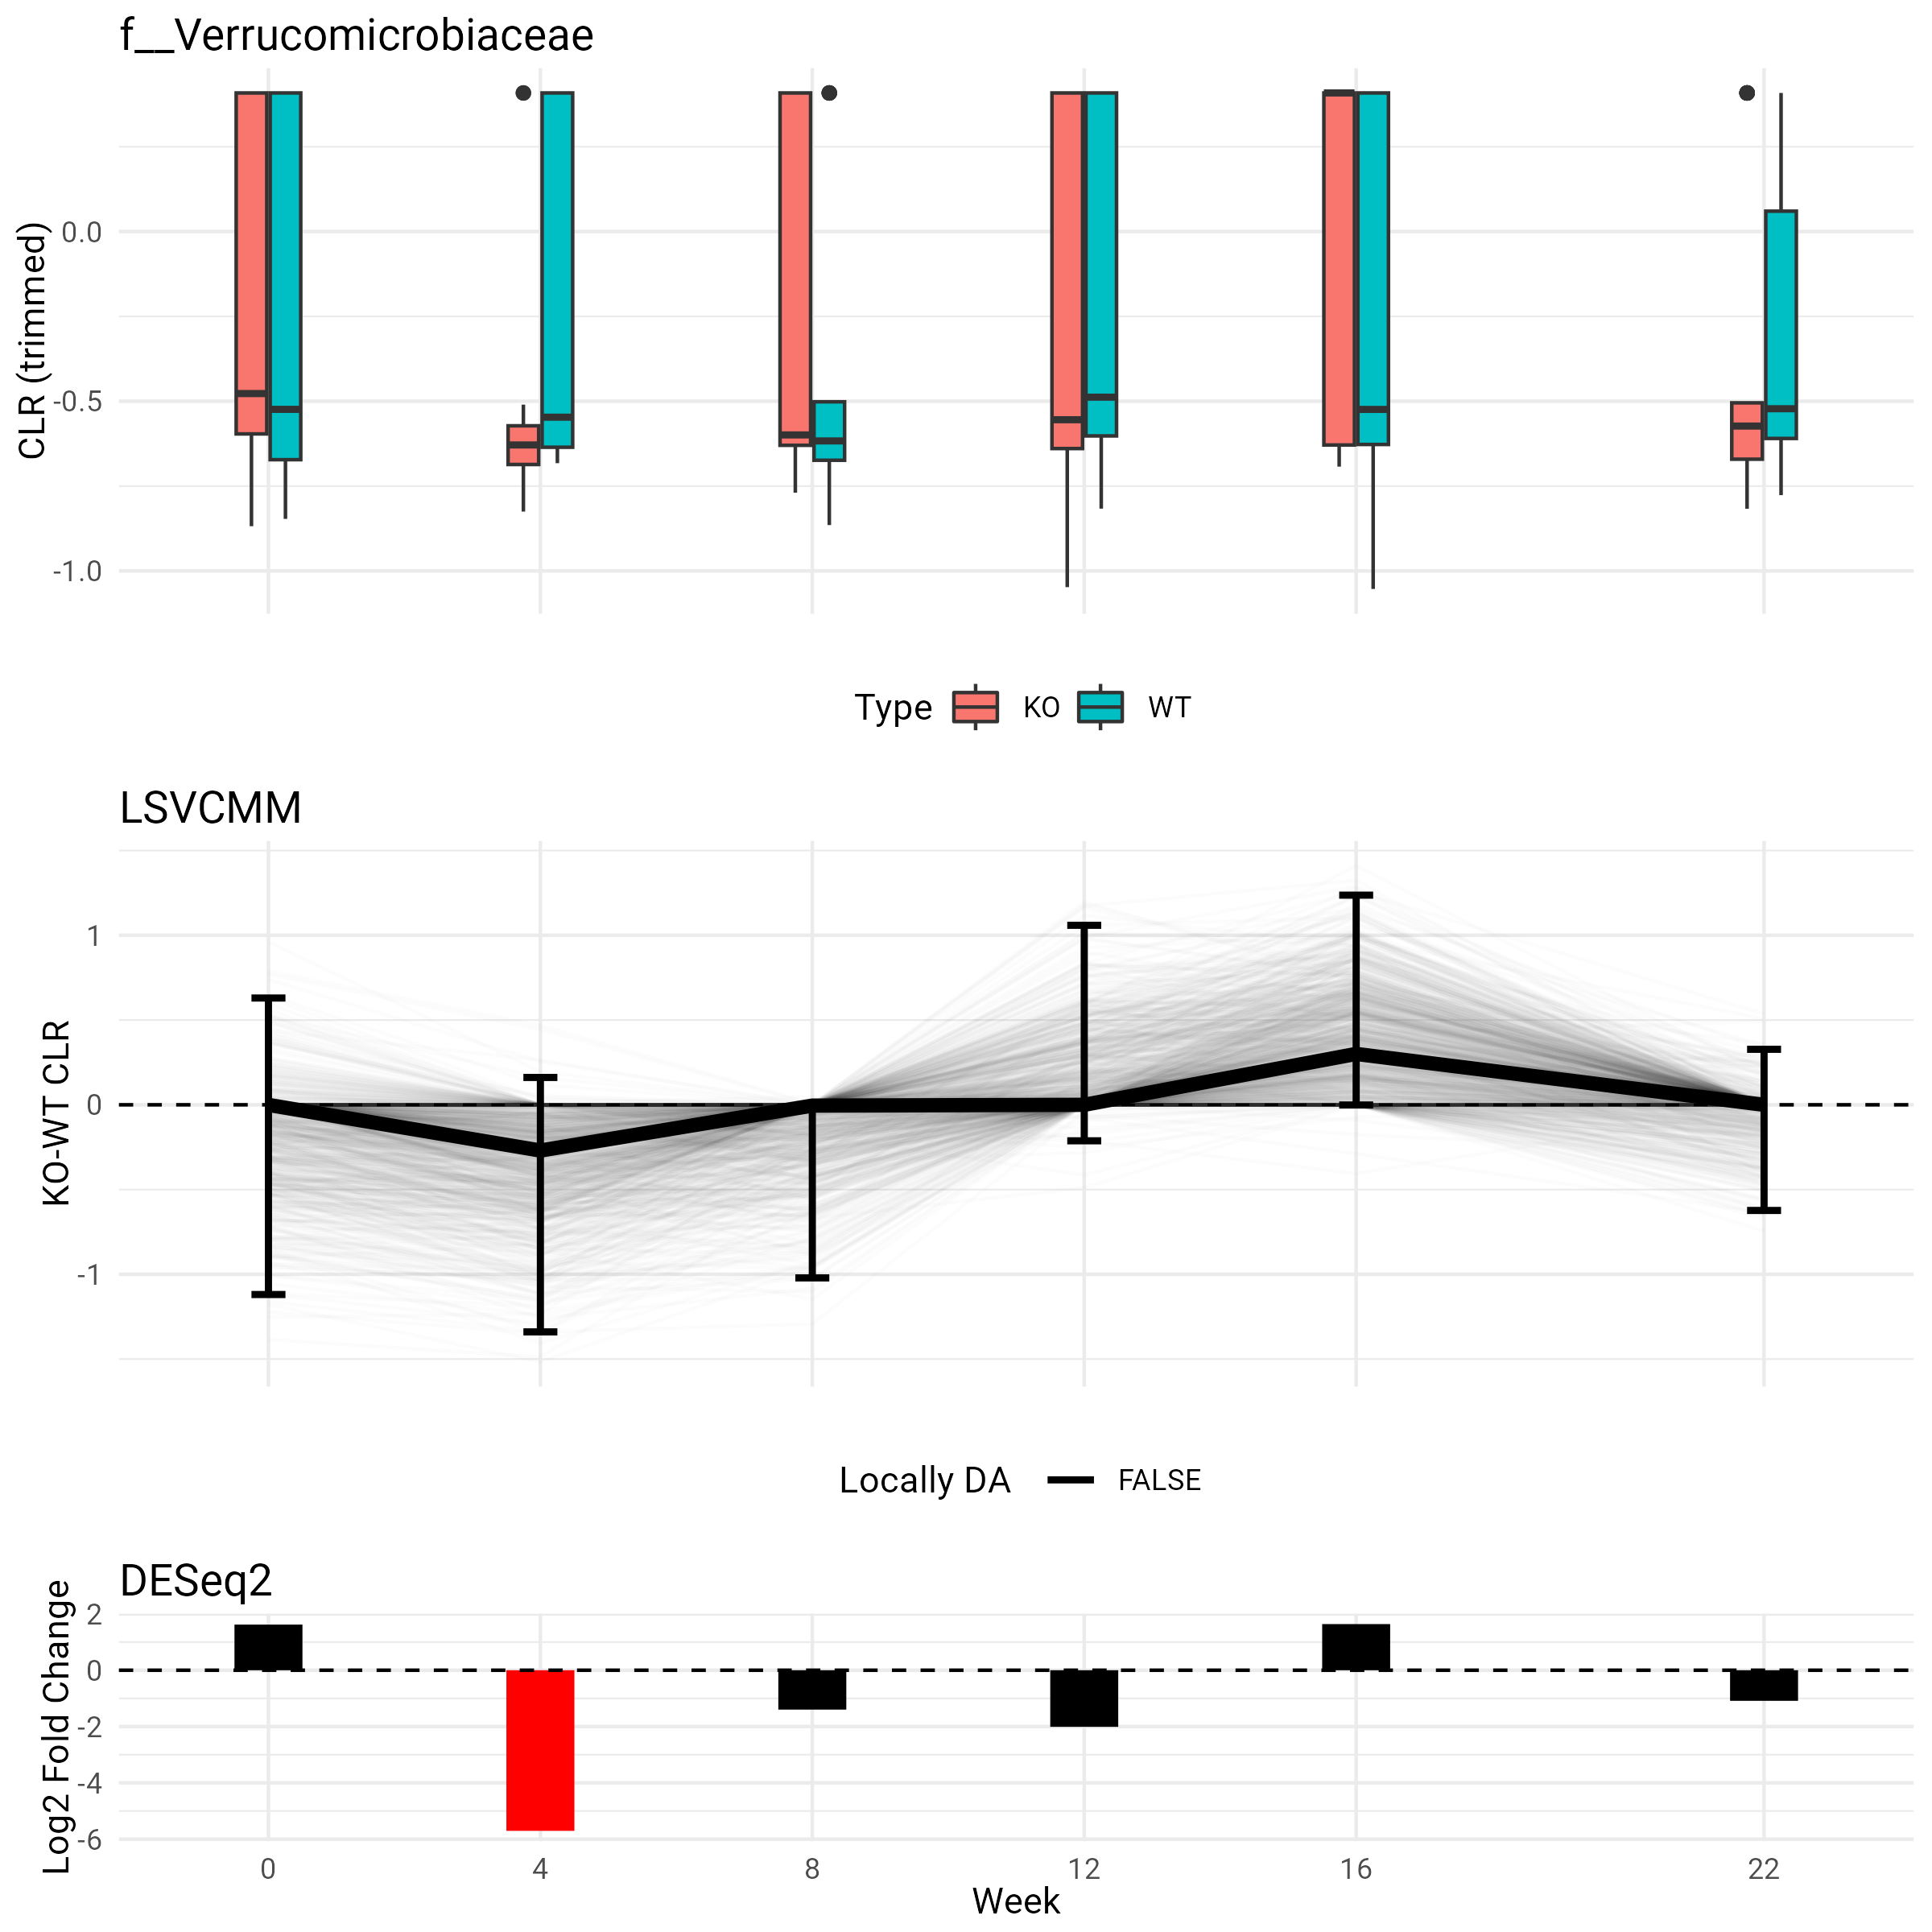 f__Verrucomicrobiaceae
CLR (trimmed)
0.0
-0.5
-1.0
Type KO WT
LSVCMM
KO-WT CLR
1
0
-1
Locally DA FALSE
DESeq2
Log2 Fold Change
2
0
-2
-4
-6
0 4 8 12 16 22
Week